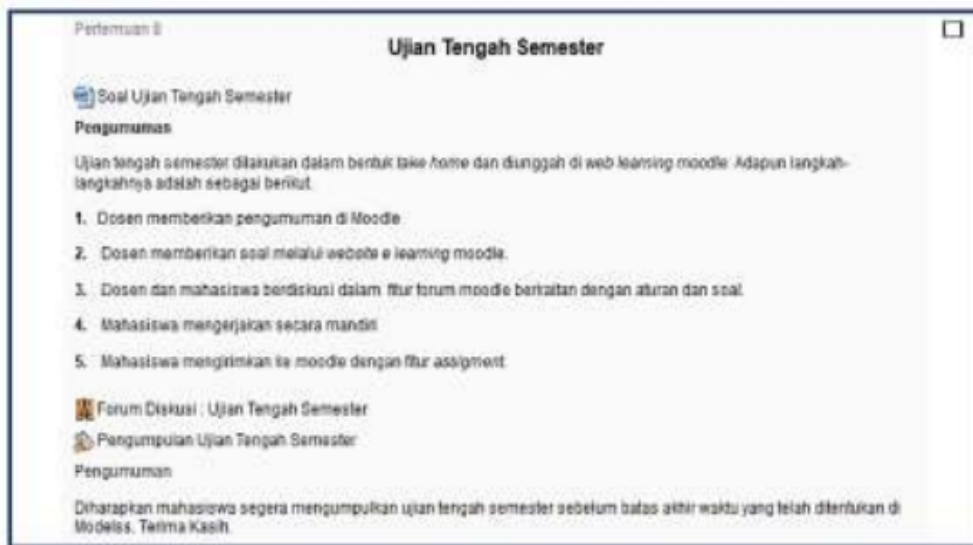 Pertemuan 8
Ujian Tengah Semester
Soal Ujian Tengah Semester
Pengumumas
Ujian tengah semester dilakukan dalam bentuk take home dan diunggah di web learning moodle. Adapun langkah-
langkahnya adalah sebagai berikut.
1. Dosen memberikan pengumuman di Moodle
2. Dosen memberikan soal melalui website e learning moodle.
3. Dosen dan mahasiswa berdiskusi dalam fitur forum moodle berkaitan dengan aturan dan soal.
4. Mahasiswa mengerjakan secara mandiri
5. Mahasiswa mengirimkan ke moodle dengan fitur assigment
Forum Diskusi : Ujian Tengah Semester
Pengumpulan Ujian Tengah Semester
Pengumuman
Diharapkan mahasiswa segera mengumpulkan ujian tengah semester sebelum batas akhir waktu yang telah ditentukan di
Modelss. Terima Kasih.